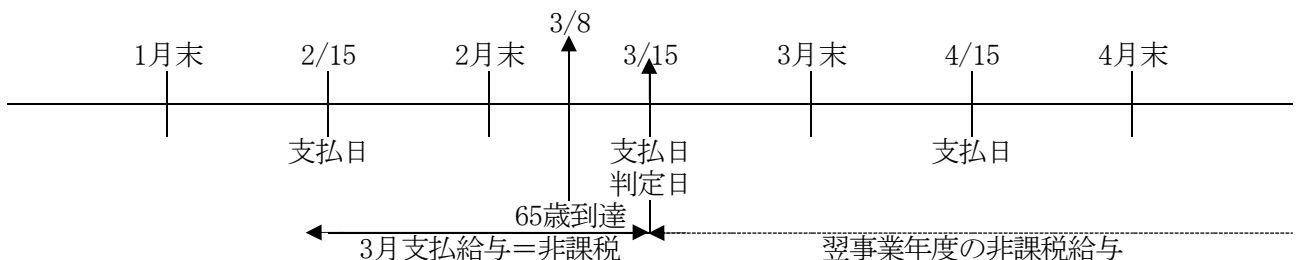 3/8
1月末 2/15 2月末 3/15 3月末 4/15 4月末
支払日 支払日 支払日
判定日
65歳到達
3月支払給与＝非課税 翌事業年度の非課税給与